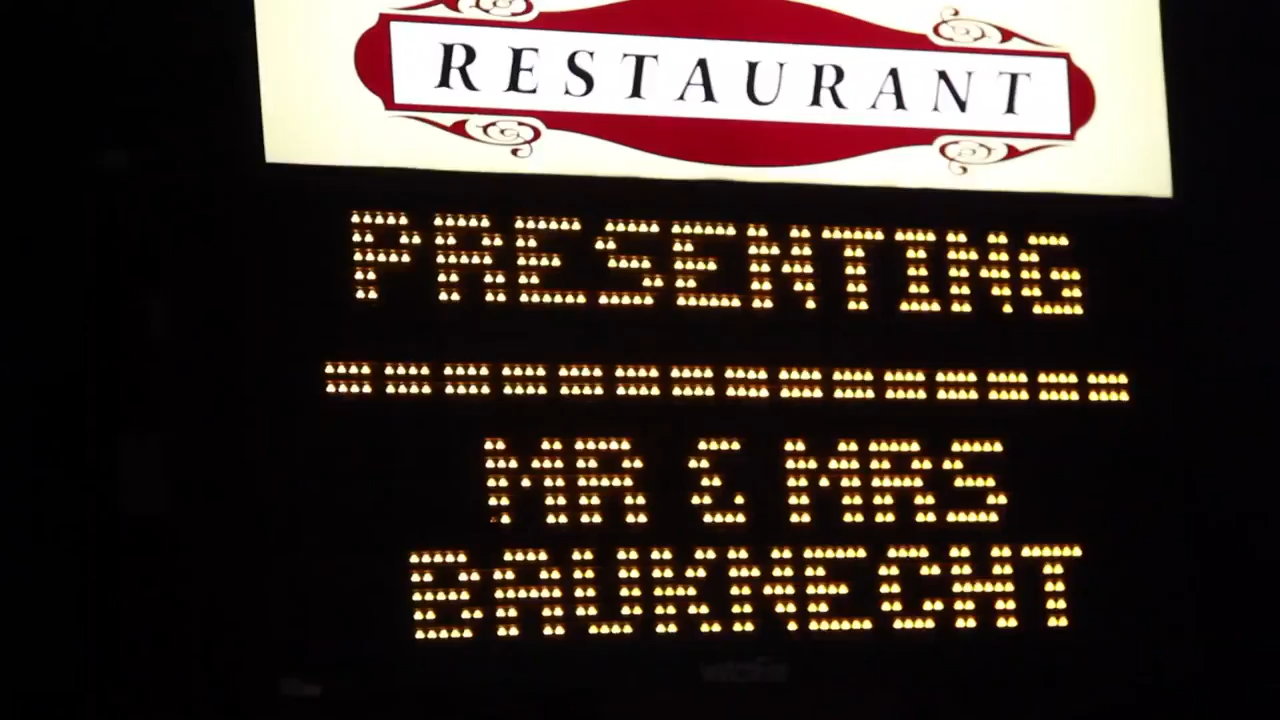 RESTAURANT
PRESENTING
===============
MR & MRS
BAUKNECHT